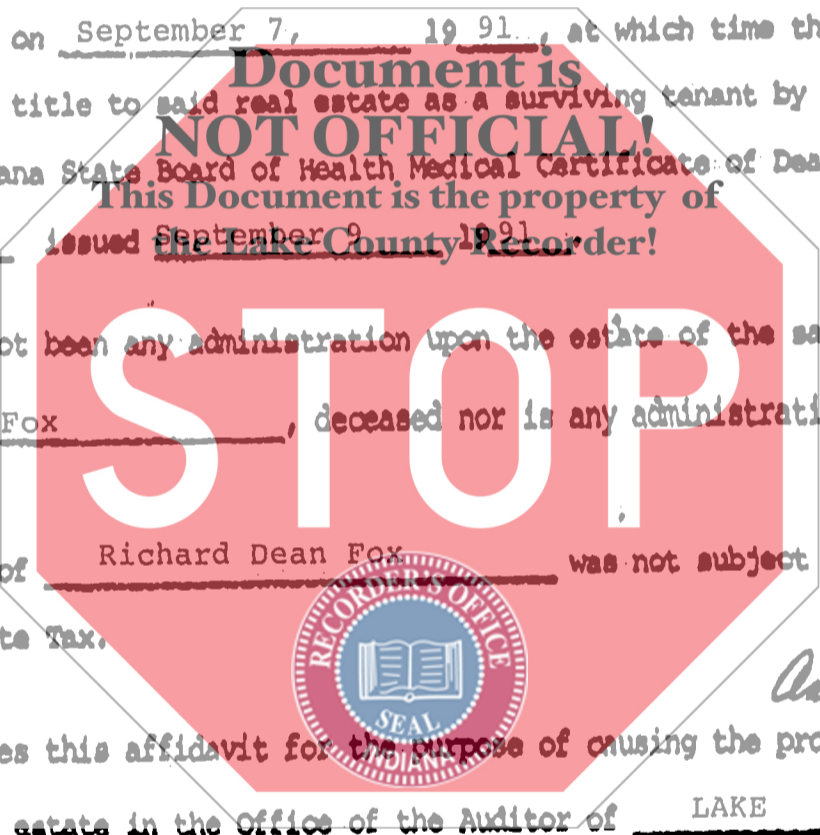 on September 7, 19 91, at which time th
Document is
title to said real estate as a surviving tenant by
NOT OFFICIAL!
ana State Board of Health Medical Certificate of Dea
This Document is the property of
issued September 9 1991.
the Lake County Recorder!
ot been any administration upon the estate of the sa
STOP
Fox, deceased nor is any administrati
of Richard Dean Fox was not subject
RECORDER'S OFFICE
te Tax.
SEAL
es this affidavit for the purpose of causing the pro
INDIANA
estate in the Office of the Auditor of LAKE